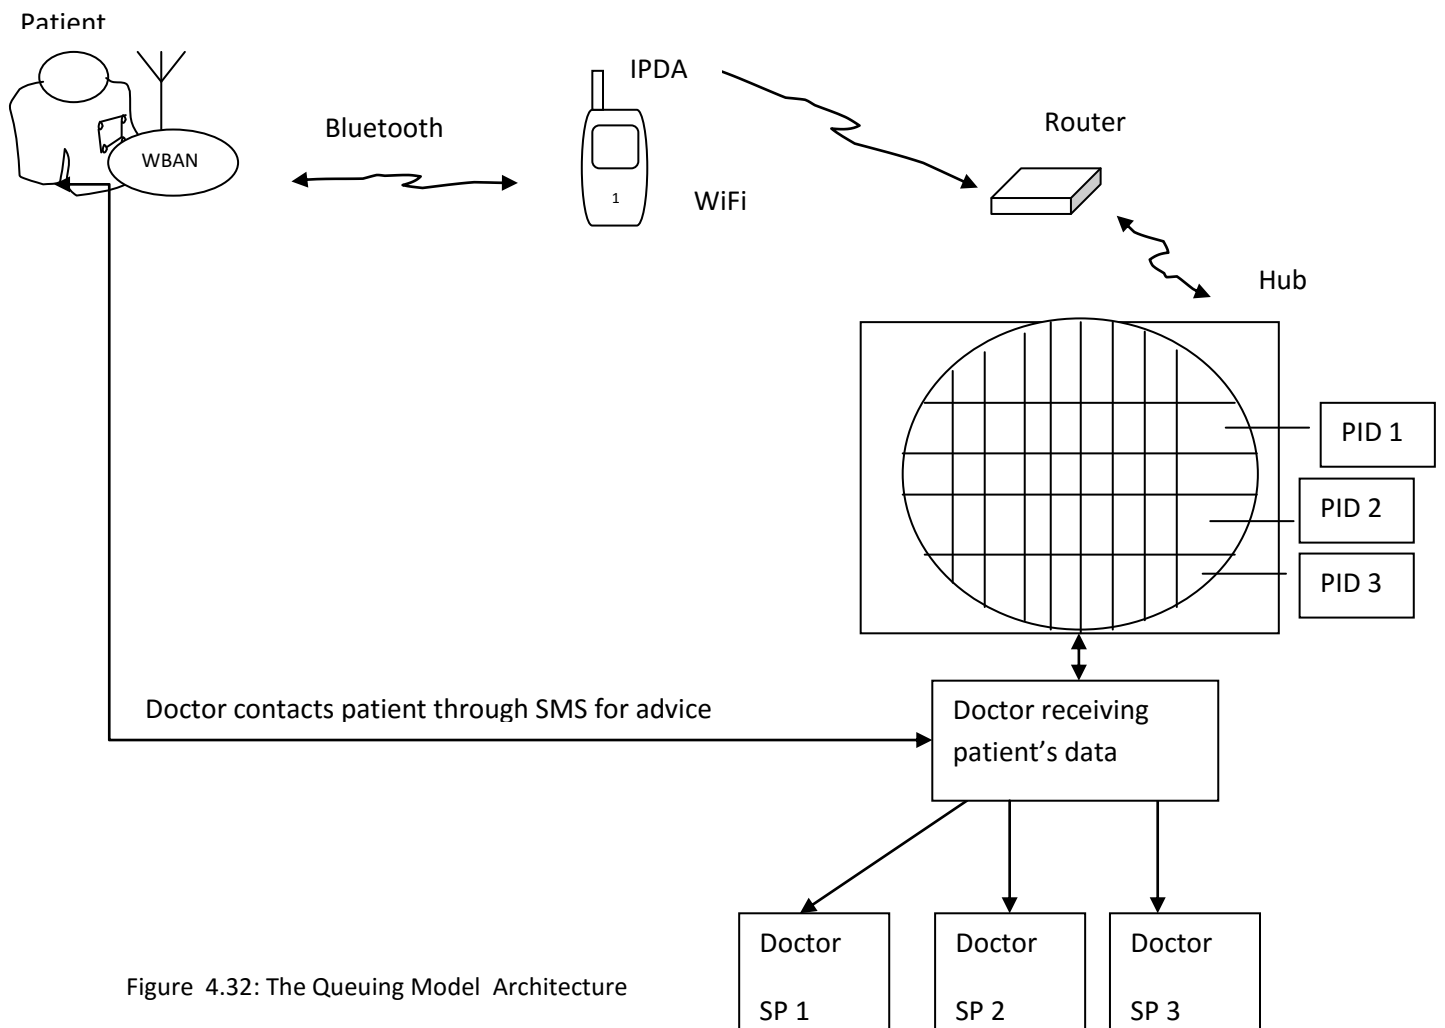 Patient
IPDA
Bluetooth
Router
WBAN
1
WiFi
Hub
PID 1
PID 2
PID 3
Doctor contacts patient through SMS for advice
Doctor receiving
patient's data
Doctor
SP 1
Doctor
SP 2
Doctor
SP 3
Figure 4.32: The Queuing Model Architecture